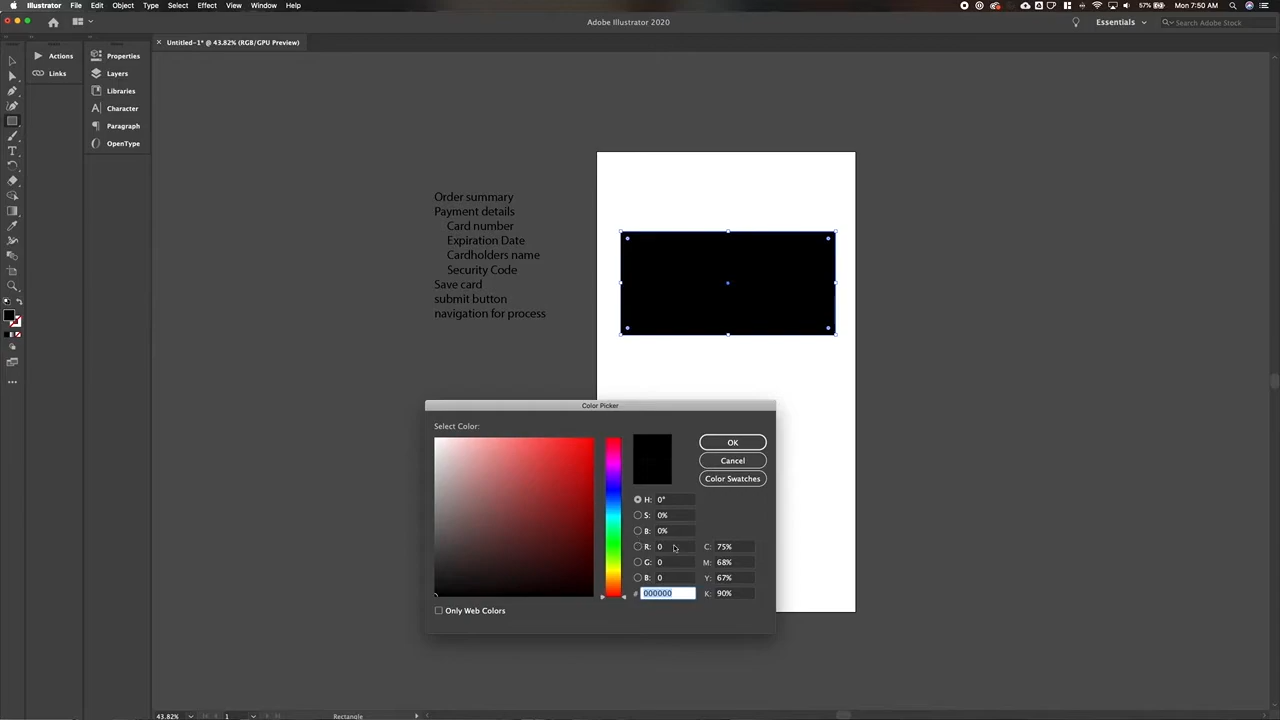 Illustrator File Edit Object Type Select Effect View Window Help
57% Mon 7:50 AM
Adobe Illustrator 2020
Essentials
Search Adobe Stock
× Untitled-1* @ 43.82% (RGB/GPU Preview)
Actions
Links
Properties
Layers
Libraries
Character
Paragraph
OpenType
Order summary
Payment details
Card number
Expiration Date
Cardholders name
Security Code
Save card
submit button
navigation for process
Color Picker
Select Color:
OK
Cancel
Color Swatches
H: 0°
S: 0%
B: 0%
R: 0 C: 75%
G: 0 M: 68%
B: 0 Y: 67%
# 000000 K: 90%
Only Web Colors
43.82% 1 Rectangle